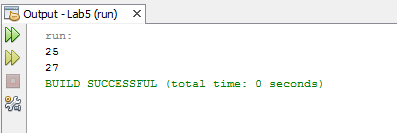 Output - Lab5 (run)
run:
25
27
BUILD SUCCESSFUL (total time: 0 seconds)